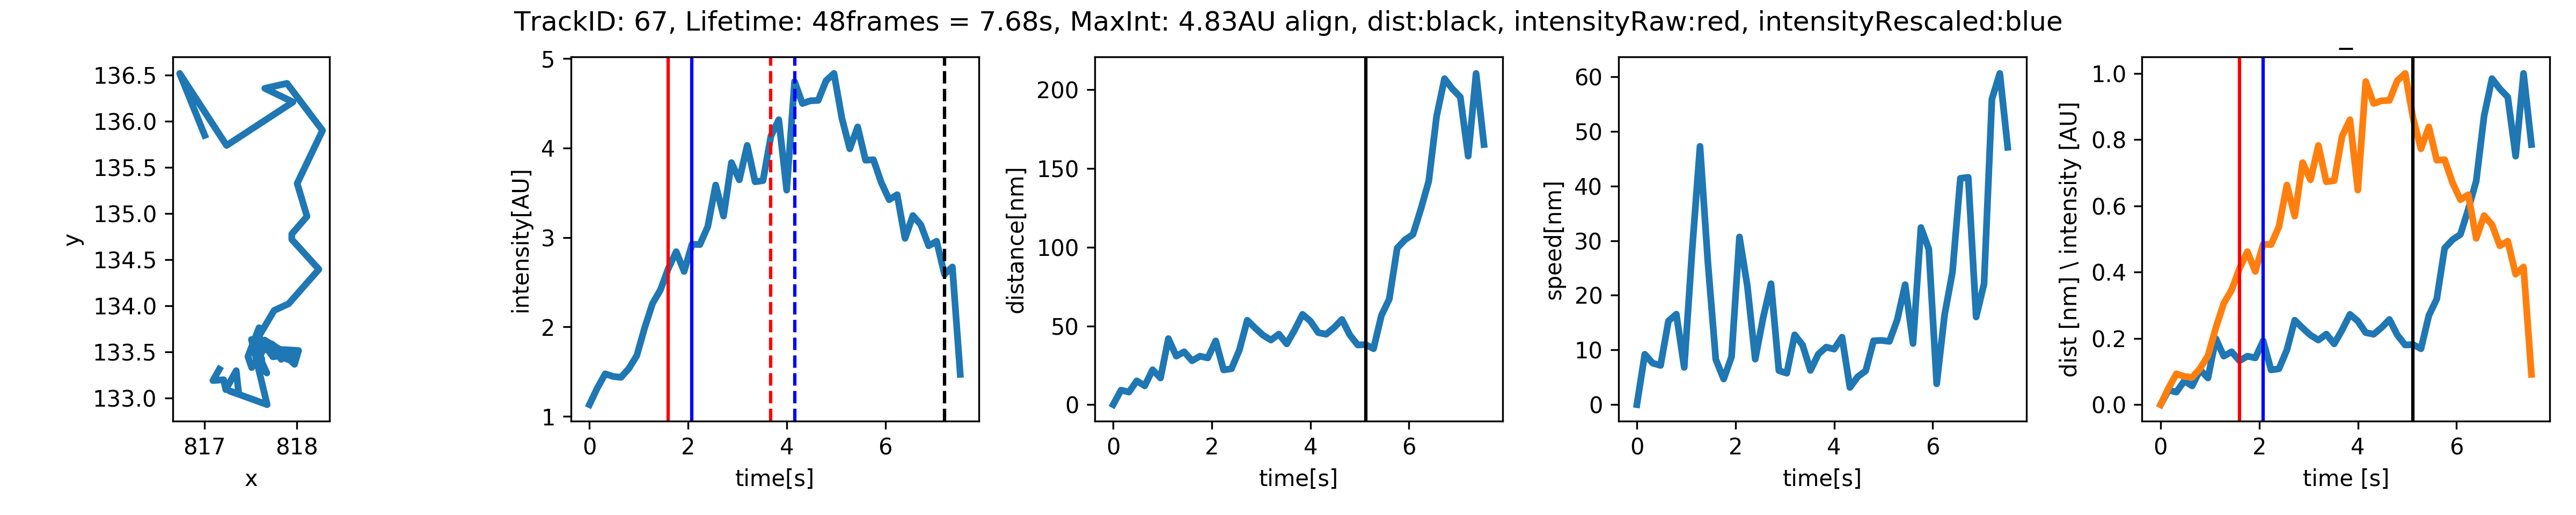 TrackID: 67, Lifetime: 48frames = 7.68s, MaxInt: 4.83AU align, dist:black, intensityRaw:red, intensityRescaled:blue
136.5
136.0
135.5
135.0
134.5
134.0
133.5
133.0
y
817 818
x
5
4
3
2
1
intensity[AU]
0 2 4 6
time[s]
200
150
100
50
0
distance[nm]
0 2 4 6
time[s]
60
50
40
30
20
10
0
speed[nm]
0 2 4 6
time[s]
_
1.0
0.8
0.6
0.4
0.2
0.0
dist [nm] \ intensity [AU]
0 2 4 6
time [s]